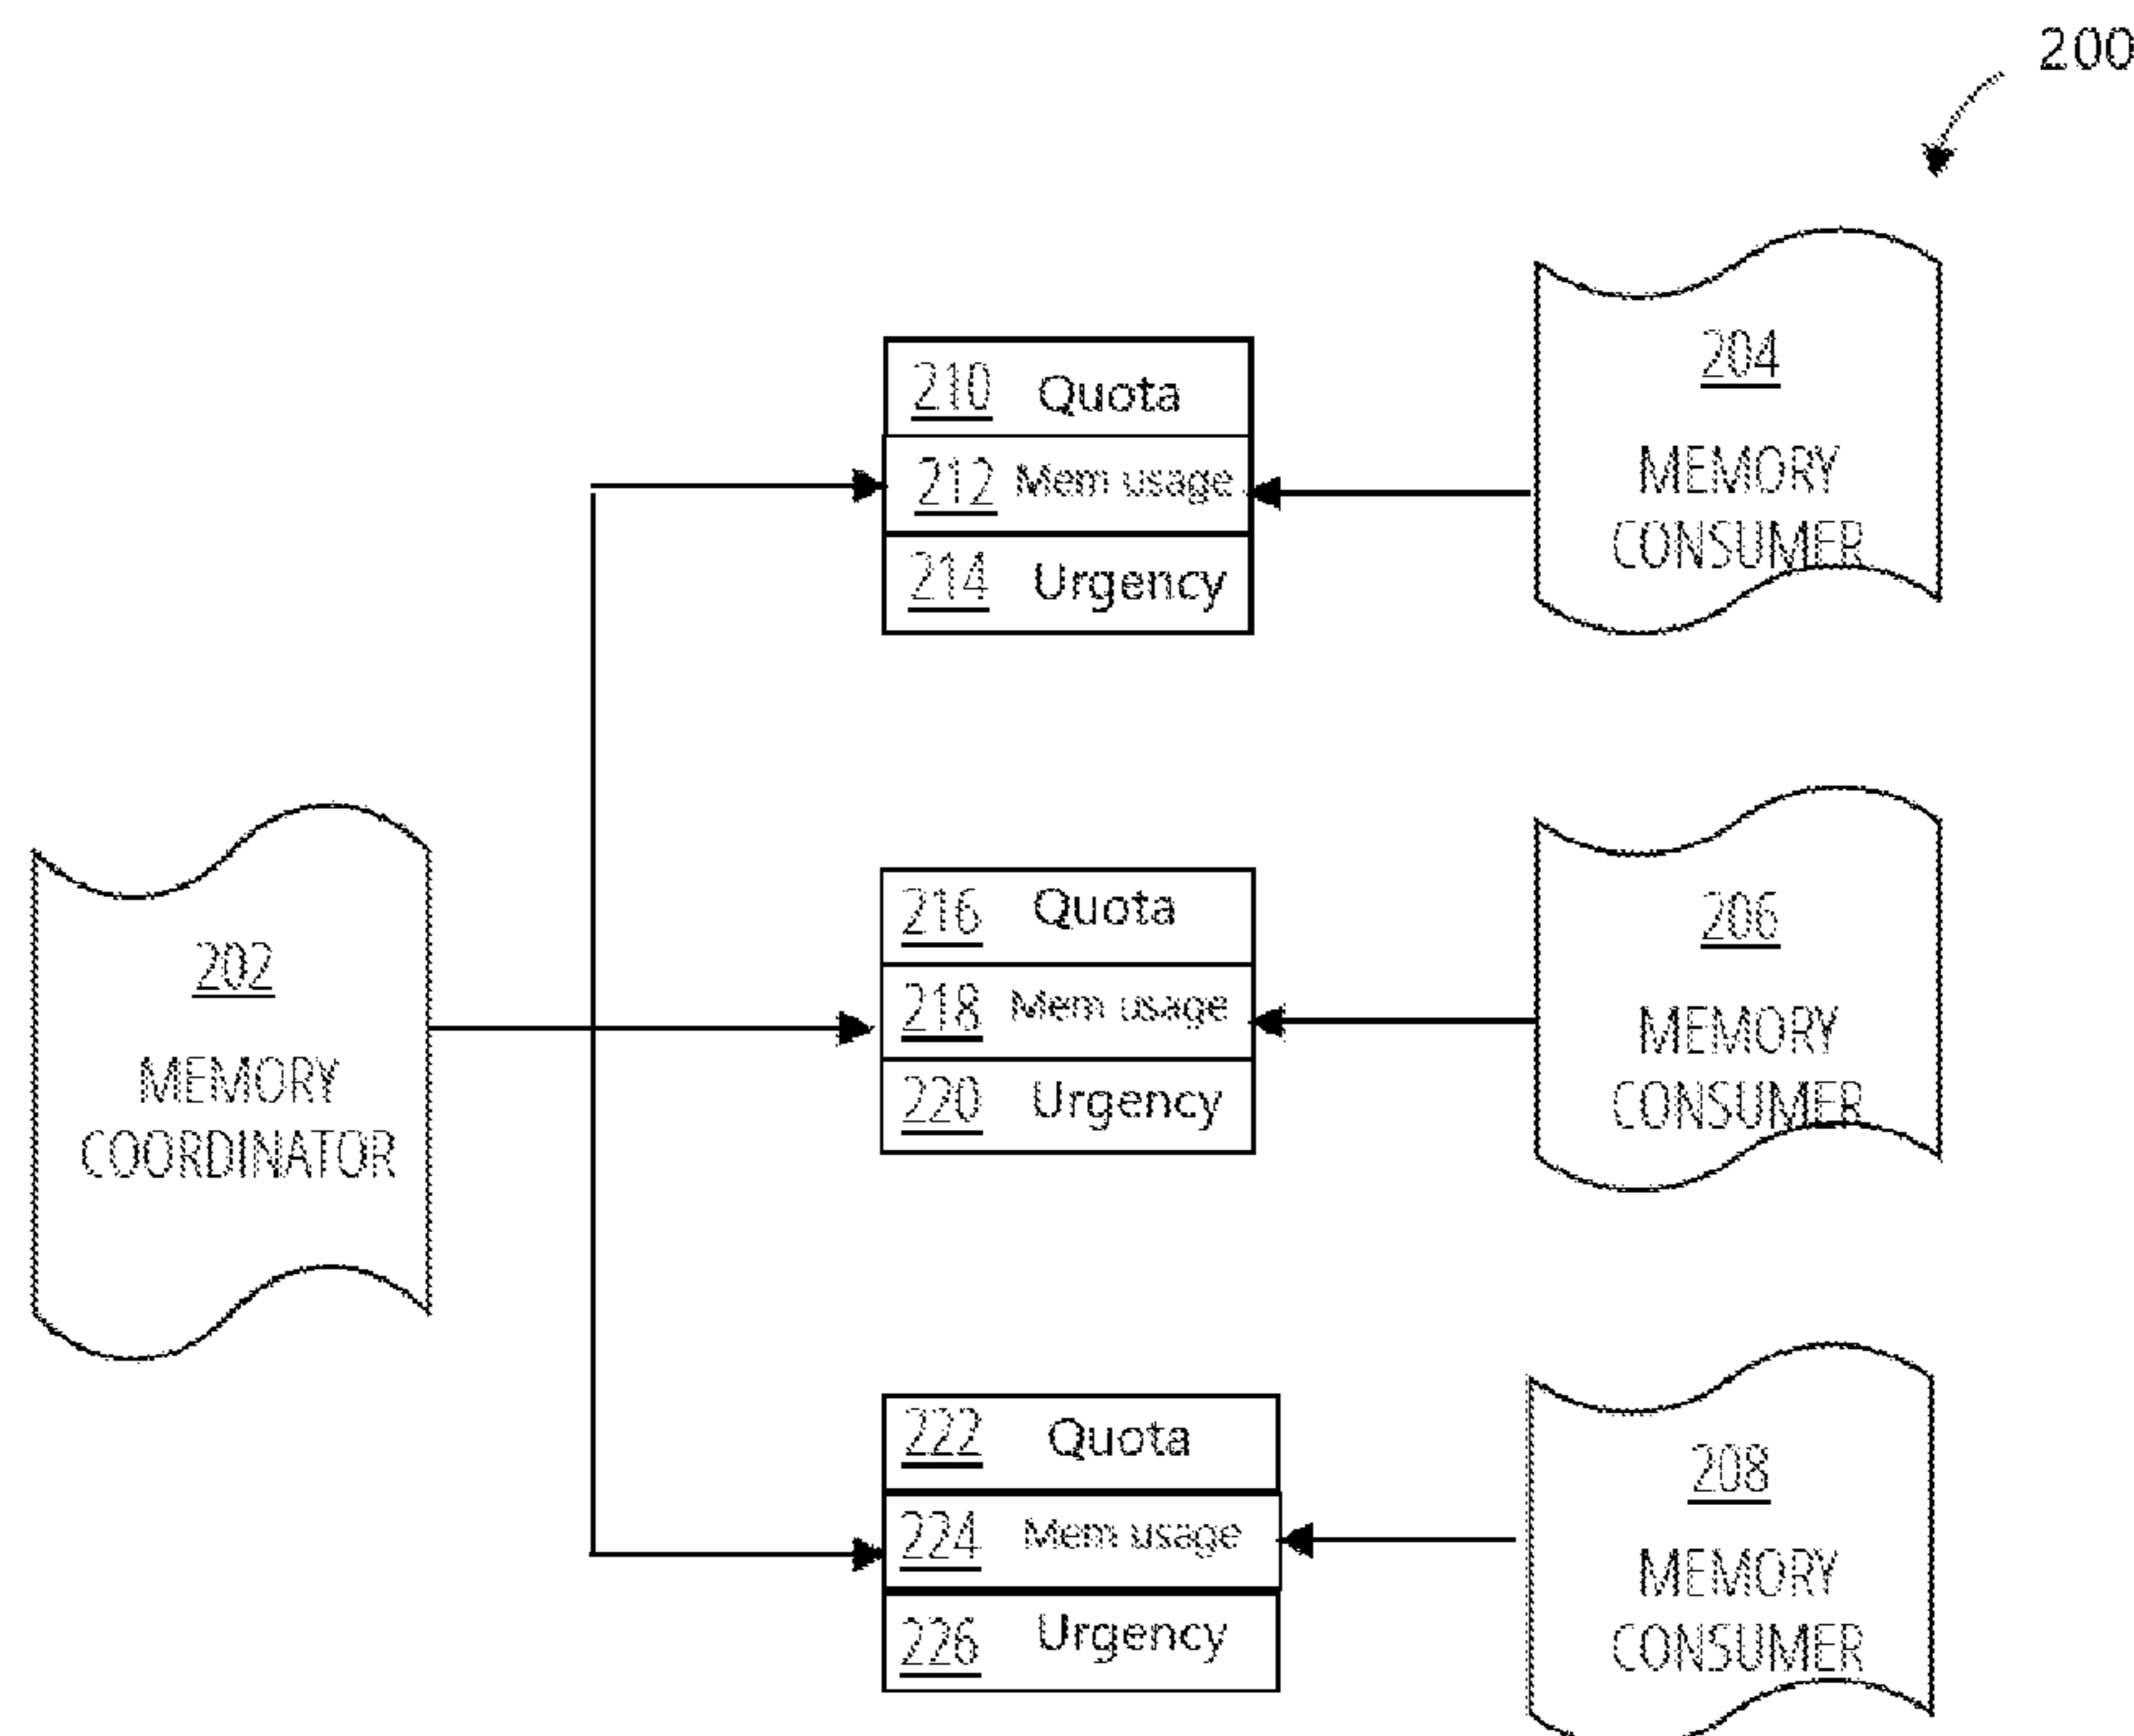 200
204
MEMORY
CONSUMER
210 Quota
212 Mem usage
214 Urgency
202
MEMORY
COORDINATOR
206
MEMORY
CONSUMER
216 Quota
218 Mem usage
220 Urgency
208
MEMORY
CONSUMER
222 Quota
224 Mem usage
226 Urgency